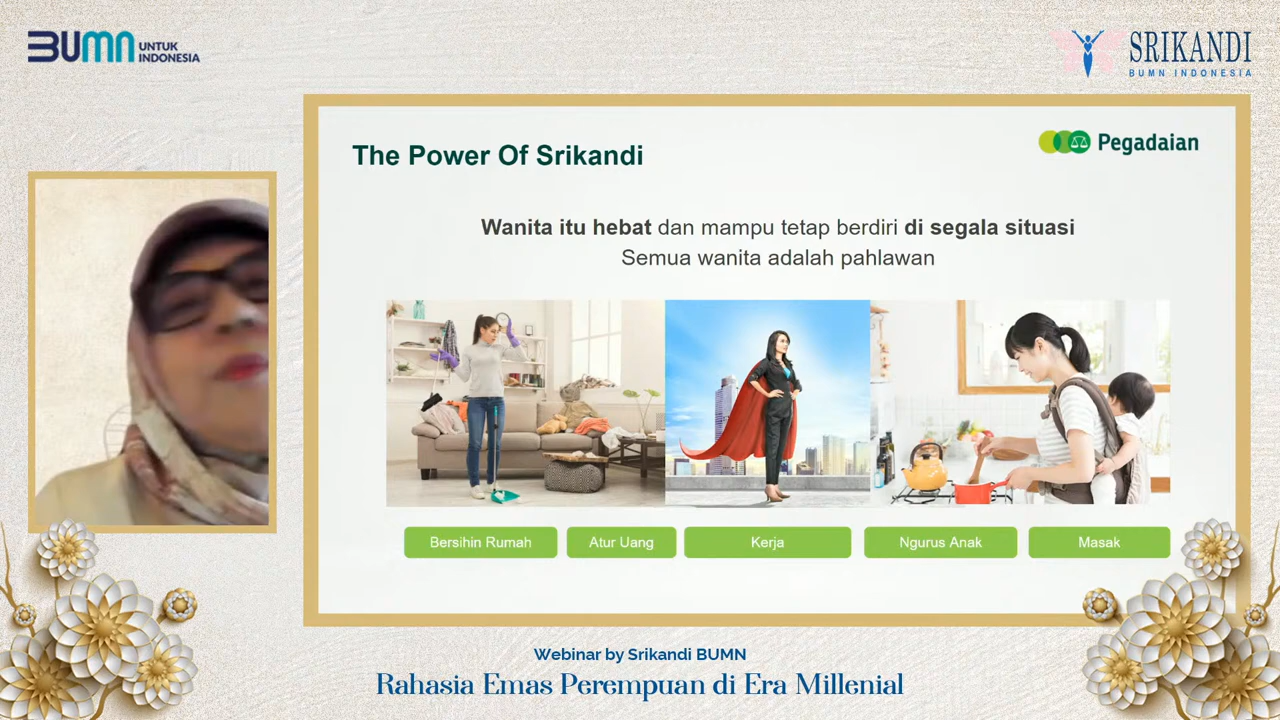 BUMN UNTUK
INDONESIA
SRIKANDI
BUMN INDONESIA
The Power Of Srikandi
Pegadaian
Wanita itu hebat dan mampu tetap berdiri di segala situasi
Semua wanita adalah pahlawan
Bersihin Rumah
Atur Uang
Kerja
Ngurus Anak
Masak
Webinar by Srikandi BUMN
Rahasia Emas Perempuan di Era Millenial